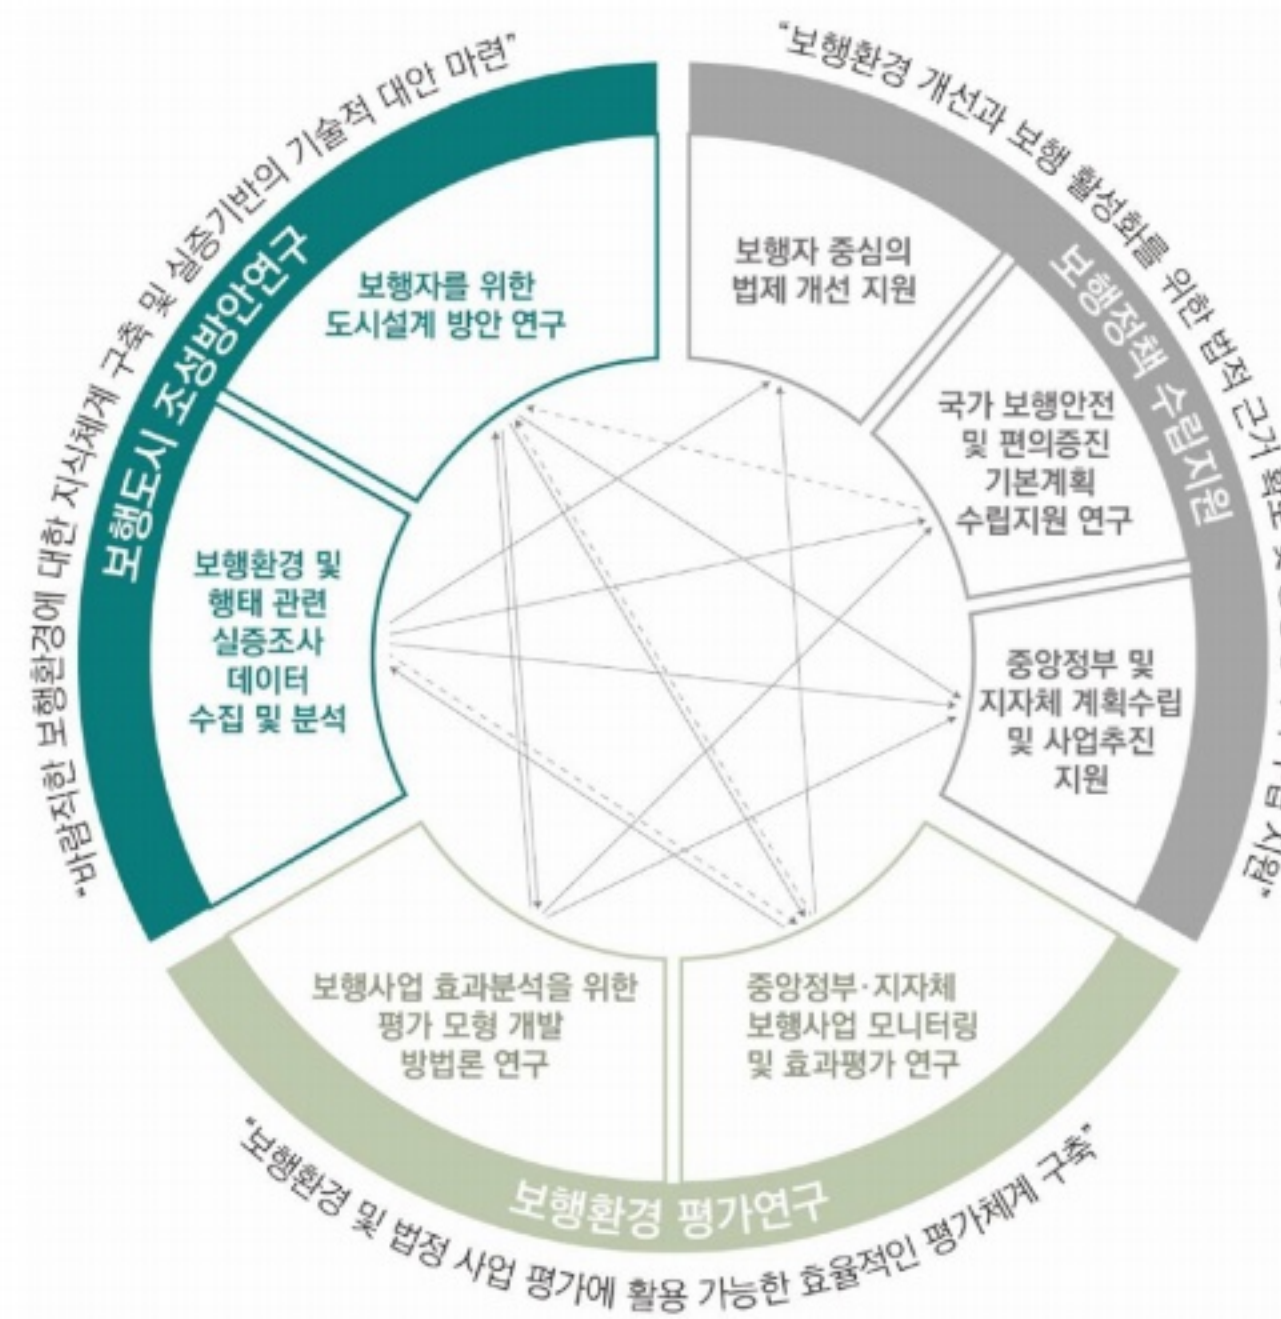 "바람직한 보행환경에 대한 지식체계 구축 및 실증기반의 기술적 대안 마련"
보행도시 조성방안연구
보행자를 위한
도시설계 방안 연구
보행환경 및
행태 관련
실증조사
데이터
수집 및 분석
"보행환경 개선과 보행 활성화를 위한 법적 근거 확보 및 지원"
보행정책 수립지원
보행자 중심의
법제 개선 지원
국가 보행안전
및 편의증진
기본계획
수립지원 연구
중앙정부 및
지자체 계획수립
및 사업추진
지원
보행사업 효과분석을 위한
평가 모형 개발
방법론 연구
중앙정부·지자체
보행사업 모니터링
및 효과평가 연구
보행환경 평가연구
"보행환경 및 법정 사업 평가에 활용 가능한 효율적인 평가체계 구축"